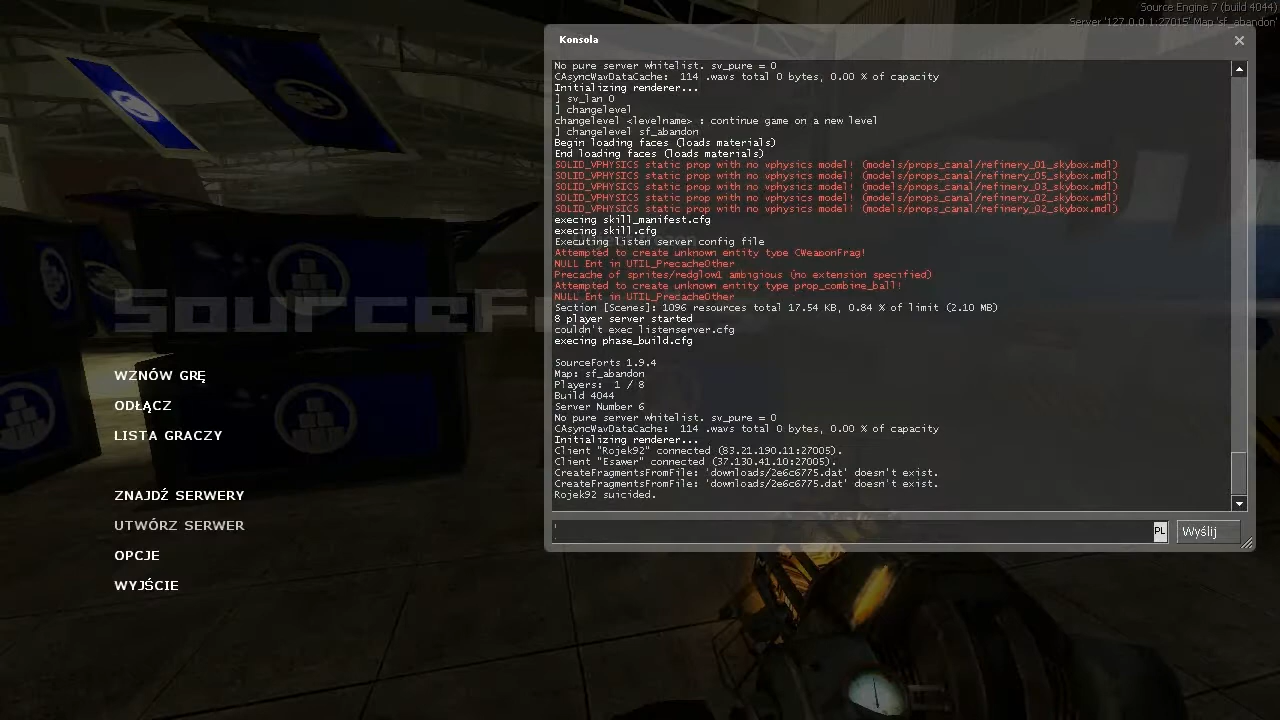 Source Engine 7 (build 4044)
Server '127.0.0.1:27015' Map 'sf_abandon'
Konsola
No pure server whitelist. sv_pure = 0
CAsyncWavDataCache:  114 .wavs total 0 bytes, 0.00 % of capacity
Initializing renderer...
] sv_lan 0
] changelevel
changelevel <levelname> : continue game on a new level
] changelevel sf_abandon
Begin loading faces (loads materials)
End loading faces (loads materials)
SOLID_VPHYSICS static prop with no vphysics model! (models/props_canal/refinery_01_skybox.mdl)
SOLID_VPHYSICS static prop with no vphysics model! (models/props_canal/refinery_05_skybox.mdl)
SOLID_VPHYSICS static prop with no vphysics model! (models/props_canal/refinery_03_skybox.mdl)
SOLID_VPHYSICS static prop with no vphysics model! (models/props_canal/refinery_02_skybox.mdl)
SOLID_VPHYSICS static prop with no vphysics model! (models/props_canal/refinery_02_skybox.mdl)
execing skill_manifest.cfg
execing skill.cfg
Executing listen server config file
Attempted to create unknown entity type CWeaponFrag!
NULL Ent in UTIL_PrecacheOther
Precache of sprites/redglow1 ambigious (no extension specified)
Attempted to create unknown entity type prop_combine_ball!
NULL Ent in UTIL_PrecacheOther
Section [Scenes]: 1096 resources total 17.54 KB, 0.84 % of limit (2.10 MB)
8 player server started
couldn't exec listenserver.cfg
execing phase_build.cfg
SourceForts 1.9.4
Map: sf_abandon
Players:  1 / 8
Build 4044
Server Number 6
No pure server whitelist. sv_pure = 0
CAsyncWavDataCache:  114 .wavs total 0 bytes, 0.00 % of capacity
Initializing renderer...
Client "Rojek92" connected (83.21.190.11:27005).
Client "Esawer" connected (37.130.41.10:27005).
CreateFragmentsFromFile: 'downloads/2e6c6775.dat' doesn't exist.
CreateFragmentsFromFile: 'downloads/2e6c6775.dat' doesn't exist.
Rojek92 suicided.
PL
Wyślij
SourceF
WZNÓW GRĘ
ODŁĄCZ
LISTA GRACZY
ZNAJDŹ SERWERY
UTWÓRZ SERWER
OPCJE
WYJŚCIE